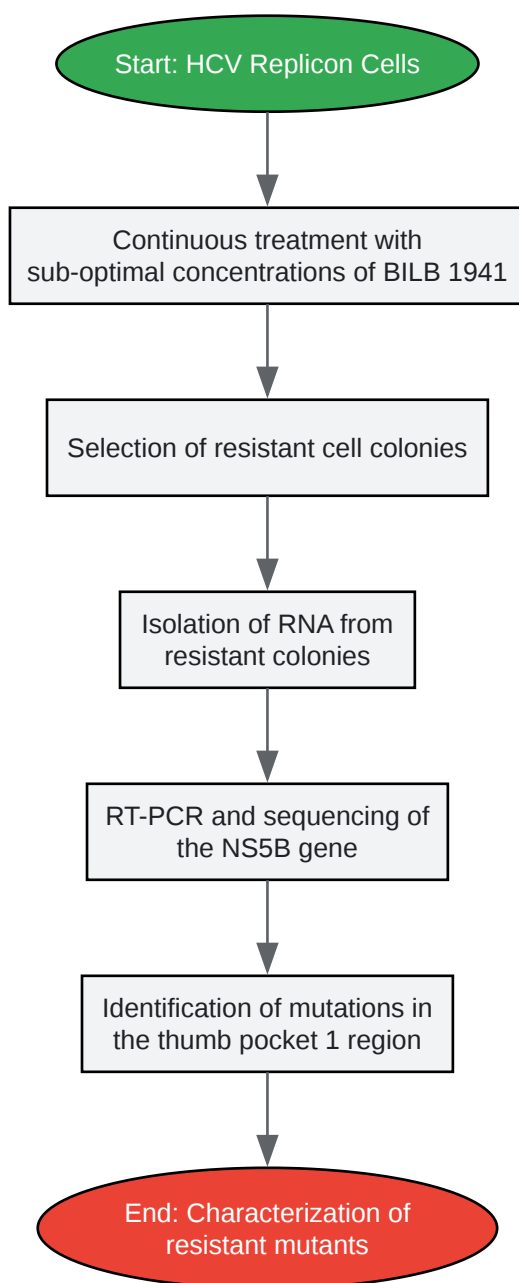 Start: HCV Replicon Cells
Continuous treatment with
sub-optimal concentrations of BILB 1941
Selection of resistant cell colonies
Isolation of RNA from
resistant colonies
RT-PCR and sequencing of
the NS5B gene
Identification of mutations in
the thumb pocket 1 region
End: Characterization of
resistant mutants